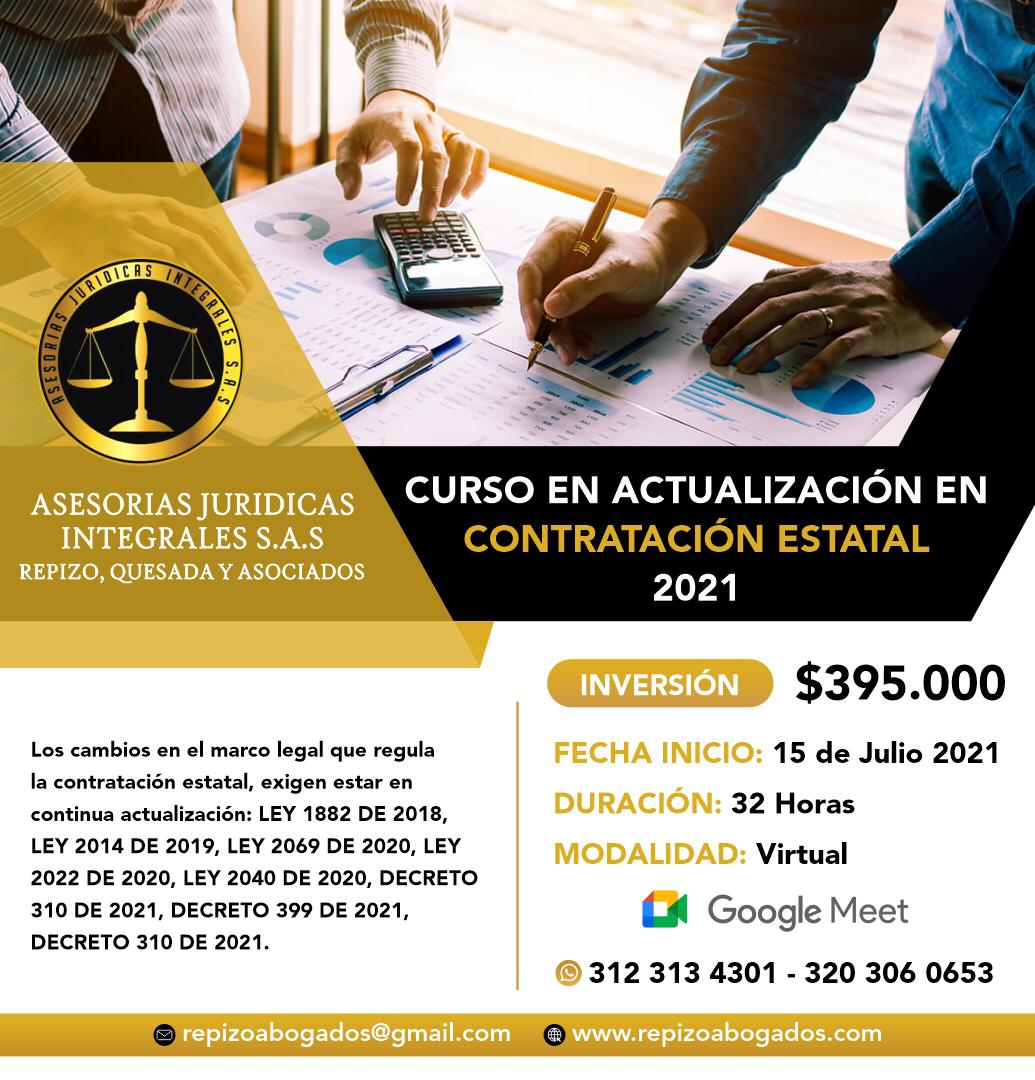 ASESORIAS JURIDICAS INTEGRALES S.A.S
ASESORIAS JURIDICAS
INTEGRALES S.A.S
REPIZO, QUESADA Y ASOCIADOS
CURSO EN ACTUALIZACIÓN EN
CONTRATACIÓN ESTATAL
2021
Los cambios en el marco legal que regula
la contratación estatal, exigen estar en
continua actualización: LEY 1882 DE 2018,
LEY 2014 DE 2019, LEY 2069 DE 2020, LEY
2022 DE 2020, LEY 2040 DE 2020, DECRETO
310 DE 2021, DECRETO 399 DE 2021,
DECRETO 310 DE 2021.
INVERSIÓN $395.000
FECHA INICIO: 15 de Julio 2021
DURACIÓN: 32 Horas
MODALIDAD: Virtual
Google Meet
312 313 4301 - 320 306 0653
repizoabogados@gmail.com www.repizoabogados.com